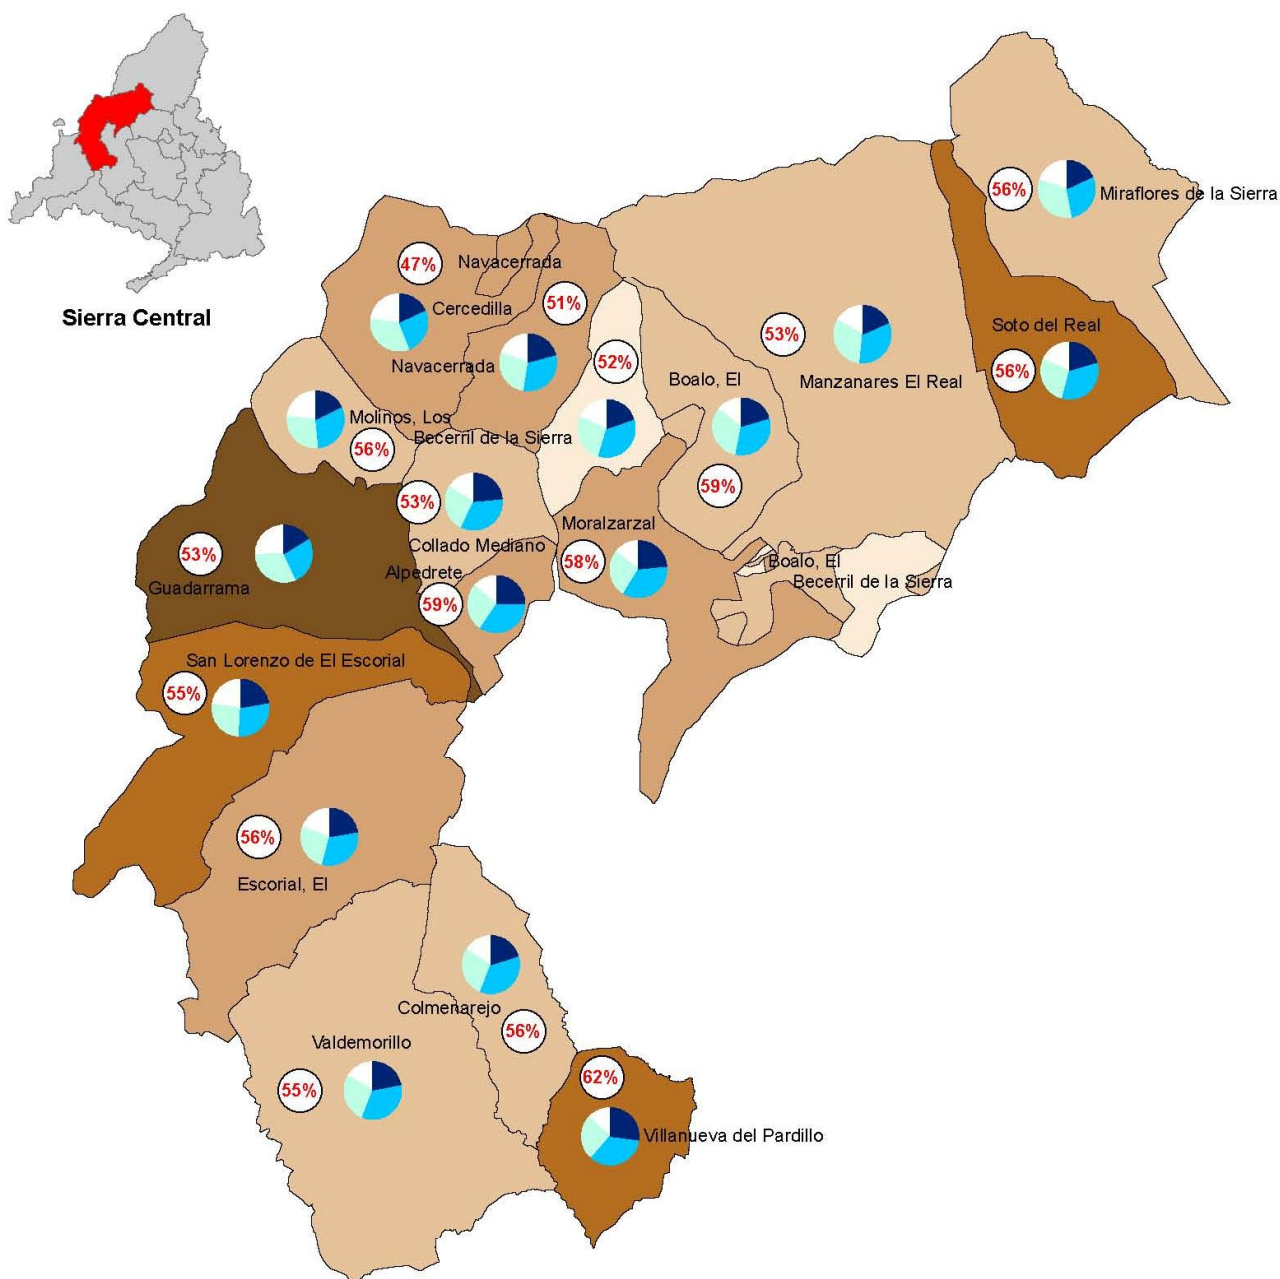 Sierra Central
56%
Miraflores de la Sierra
47%
Navacerrada
51%
Cercedilla
Soto del Real
53%
52%
Navacerrada
Boalo, El
56%
Manzanares El Real
Molinos, Los
Becerril de la Sierra
56%
59%
53%
Moralzarzal
Collado Mediano
53%
58%
Boalo, El
Alpedrete
Becerril de la Sierra
Guadarrama
59%
San Lorenzo de El Escorial
55%
56%
Escorial, El
Colmenarejo
56%
Valdemorillo
62%
55%
Villanueva del Pardillo